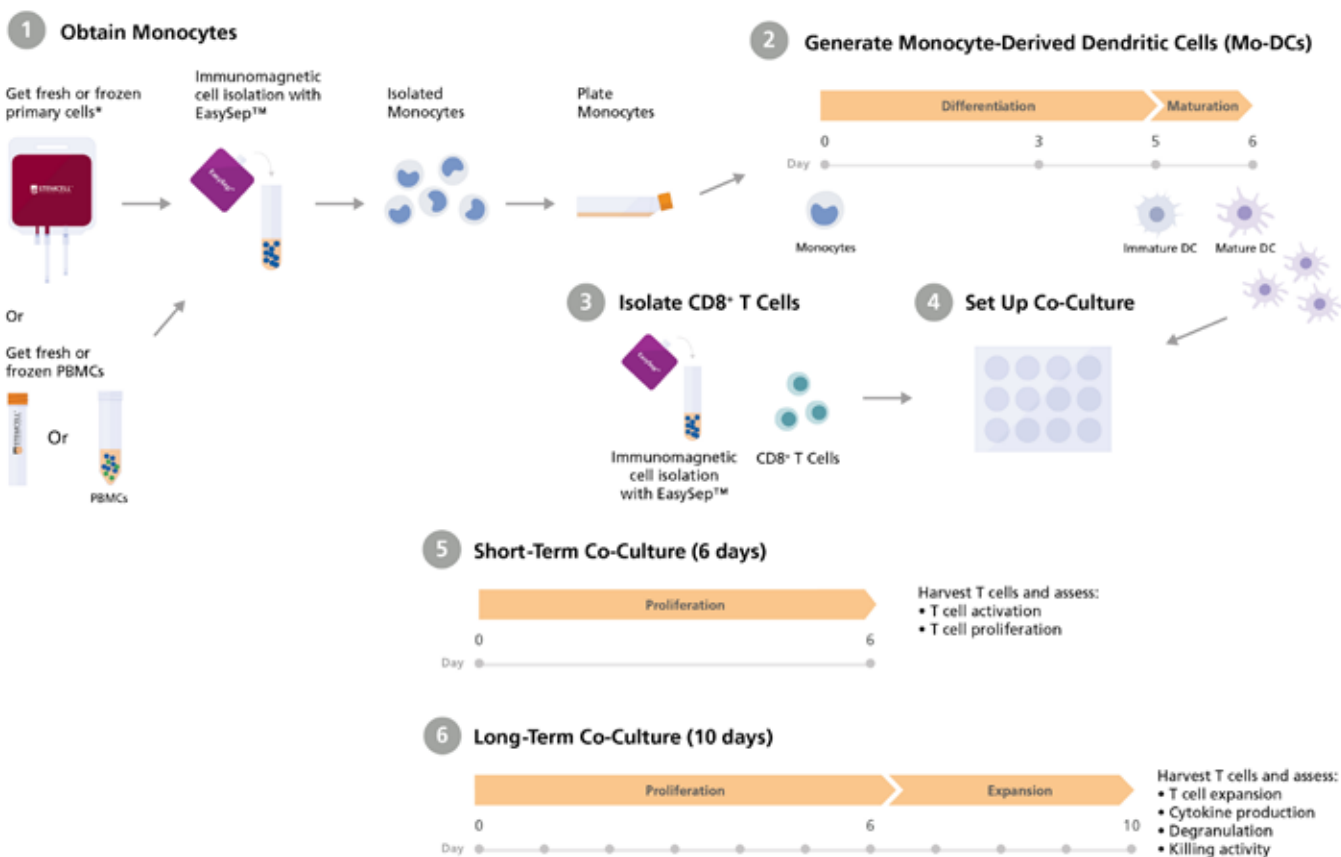 1 Obtain Monocytes
Get fresh or frozen
primary cells*
STEMCELL™
Immunomagnetic
cell isolation with
EasySep™
EasySep™
Isolated
Monocytes
Plate
Monocytes
Or
Get fresh or
frozen PBMCs
STEMCELL™
Or
PBMCs
2 Generate Monocyte-Derived Dendritic Cells (Mo-DCs)
Differentiation
Maturation
0 3 5 6
Day
Monocytes
Immature DC
Mature DC
3 Isolate CD8⁺ T Cells
EasySep™
Immunomagnetic
cell isolation
with EasySep™
CD8⁺ T Cells
4 Set Up Co-Culture
5 Short-Term Co-Culture (6 days)
Proliferation
0 6
Day
Harvest T cells and assess:
• T cell activation
• T cell proliferation
6 Long-Term Co-Culture (10 days)
Proliferation
Expansion
0 6 10
Day
Harvest T cells and assess:
• T cell expansion
• Cytokine production
• Degranulation
• Killing activity